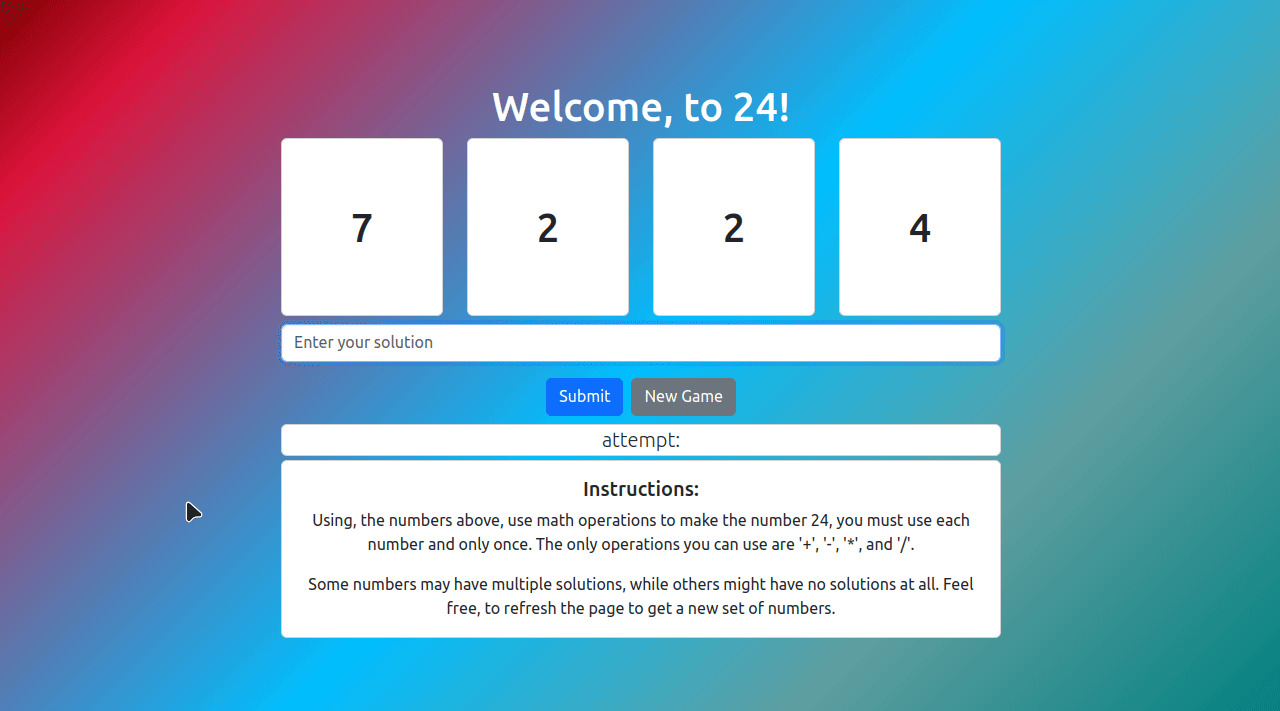 Welcome, to 24!
7 2 2 4
Enter your solution
Submit New Game
attempt:
Instructions:
Using, the numbers above, use math operations to make the number 24, you must use each
number and only once. The only operations you can use are '+', '-', '*', and '/'.
Some numbers may have multiple solutions, while others might have no solutions at all. Feel
free, to refresh the page to get a new set of numbers.